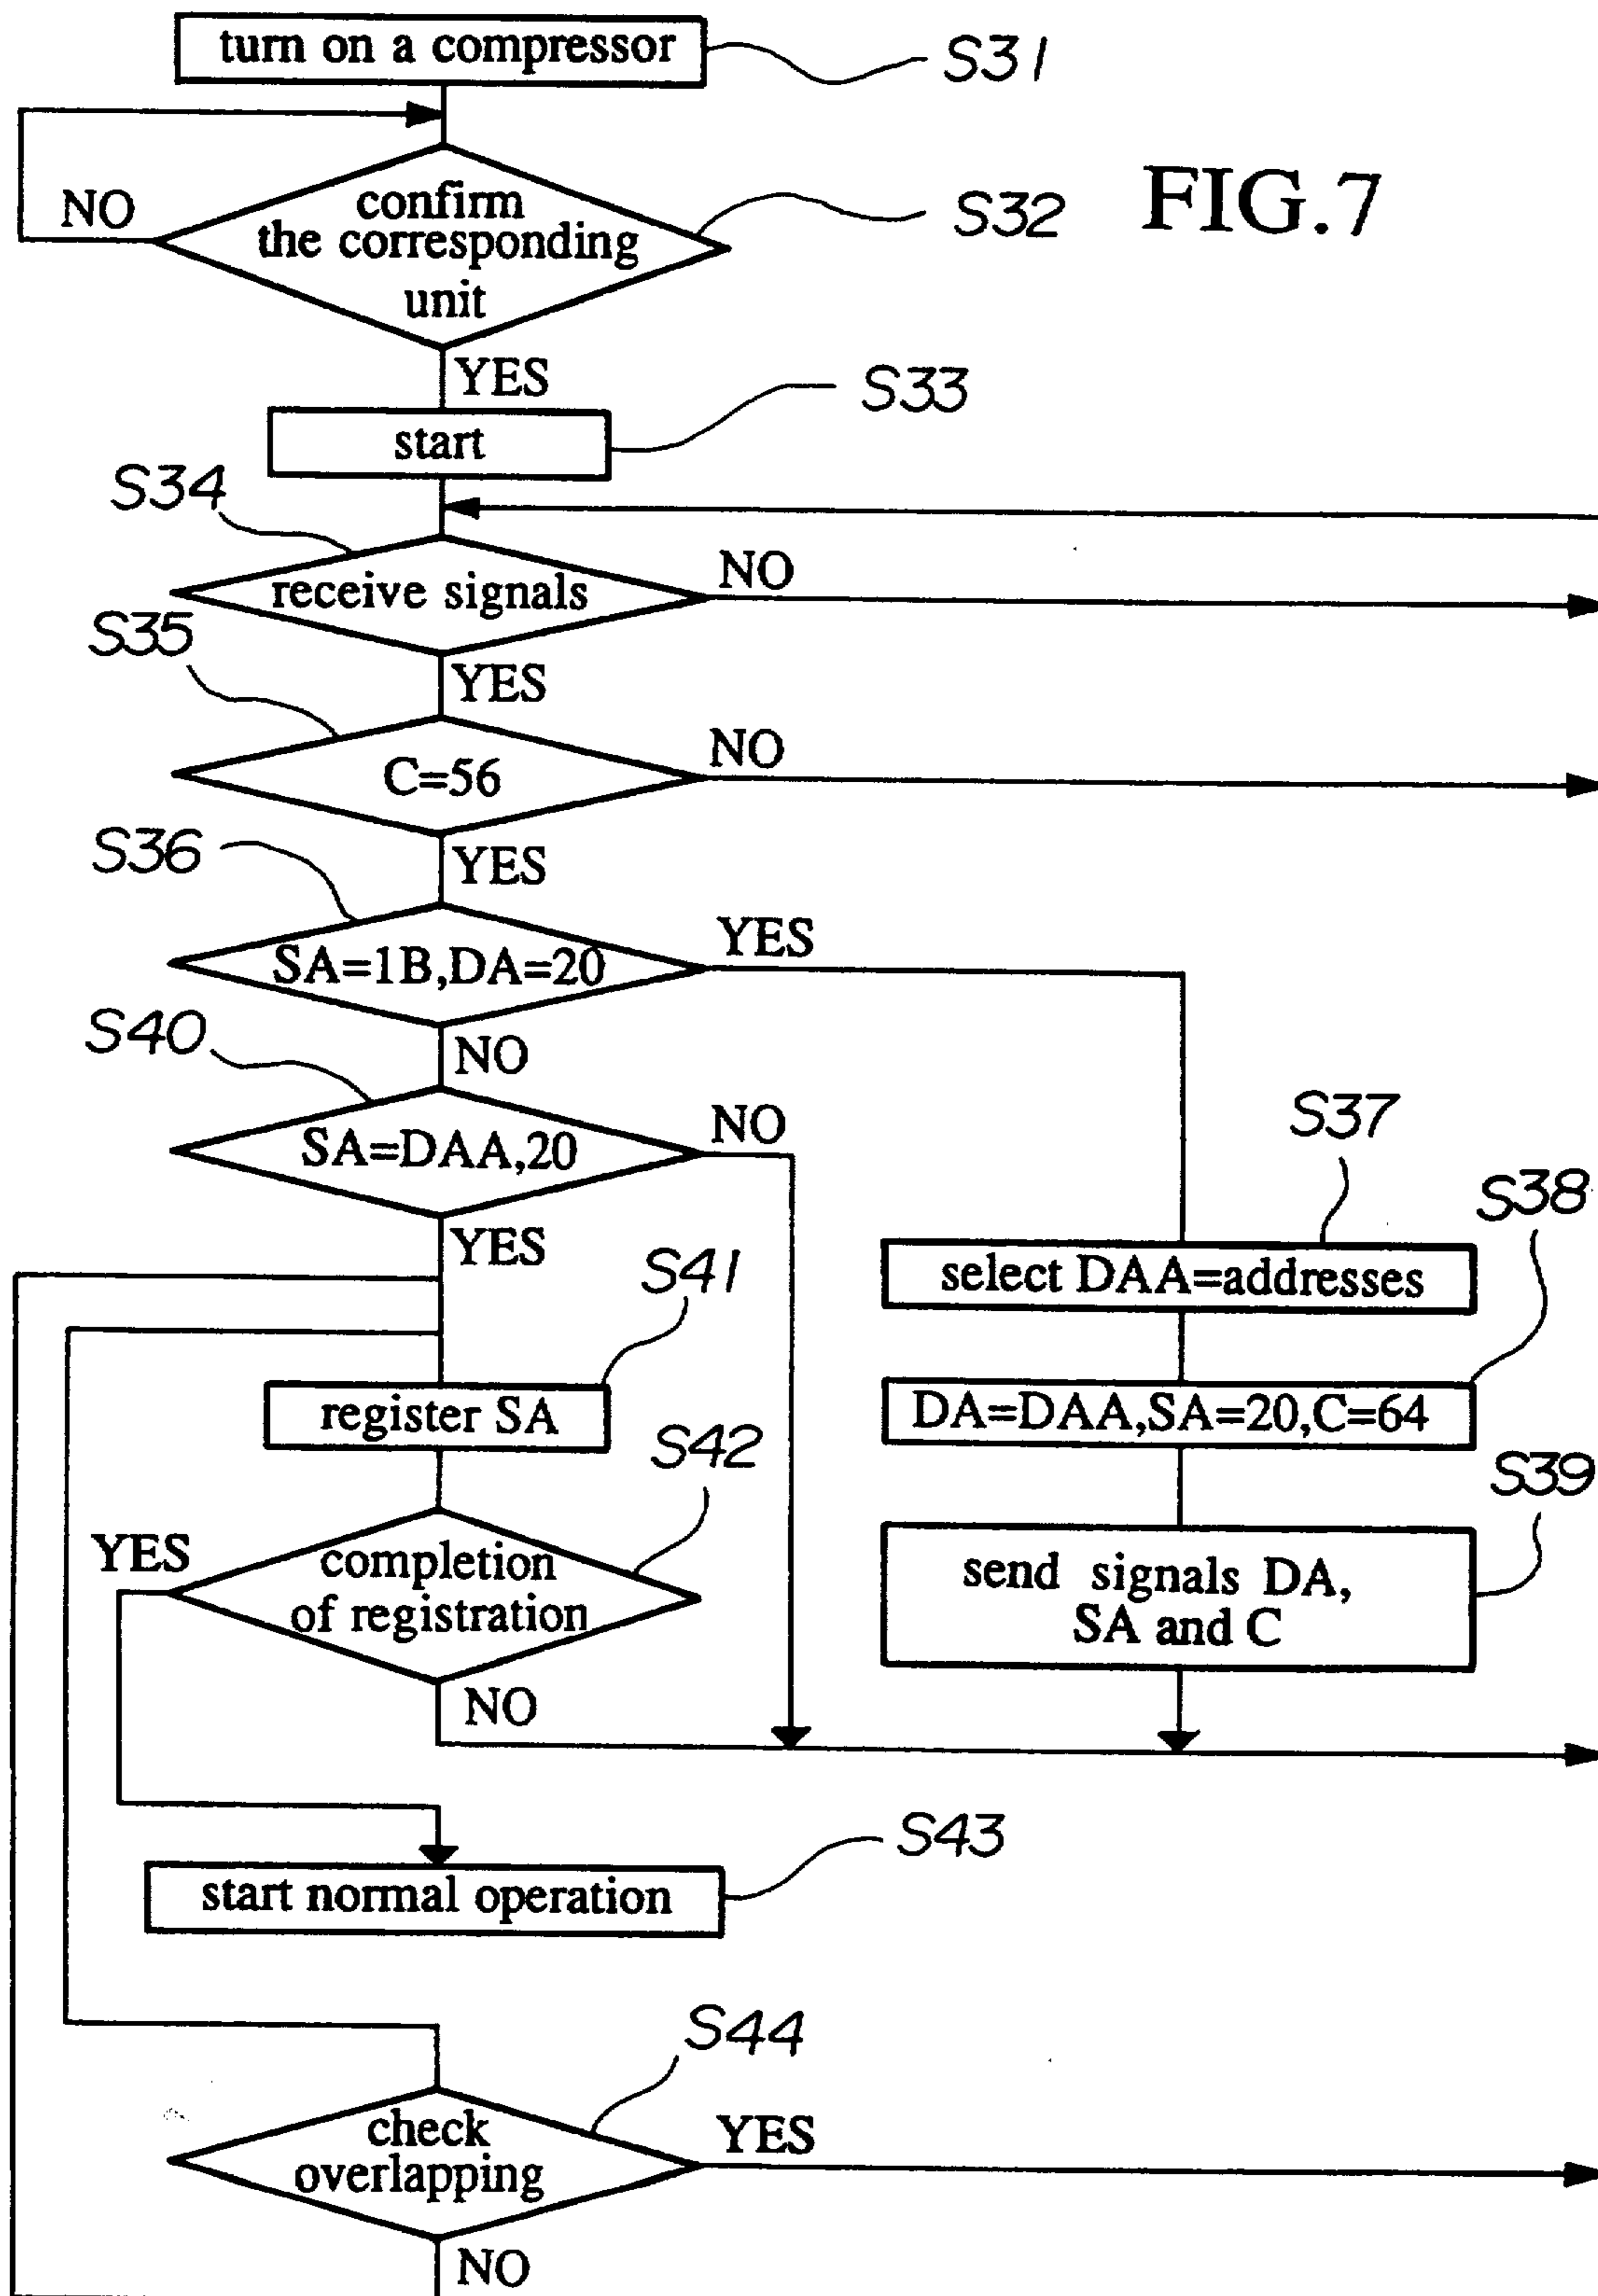 turn on a compressor
S31
FIG.7
NO
confirm
the corresponding
unit
S32
YES
S33
start
S34
receive signals
NO
S35
YES
C=56
NO
S36
YES
SA=1B,DA=20
YES
S40
NO
SA=DAA,20
NO
S37
S38
YES
select DAA=addresses
S41
register SA
DA=DAA,SA=20,C=64
S42
S39
YES
completion
of registration
send signals DA,
SA and C
NO
S43
start normal operation
S44
check
overlapping
YES
NO